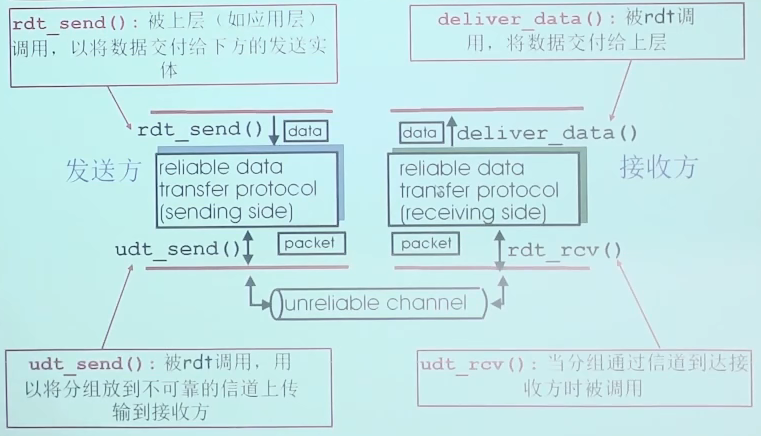 rdt_send(): 被上层（如应用层）
调用，以将数据交付给下方的发送实
体
deliver_data(): 被rdt调
用，将数据交付给上层
rdt_send()
data
data
deliver_data()
发送方
reliable data
transfer protocol
(sending side)
reliable data
transfer protocol
(receiving side)
接收方
udt_send()
packet
packet
rdt_rcv()
unreliable channel
udt_send(): 被rdt调用，用
以将分组放到不可靠的信道上传
输到接收方
udt_rcv(): 当分组通过信道到达接
收方时被调用